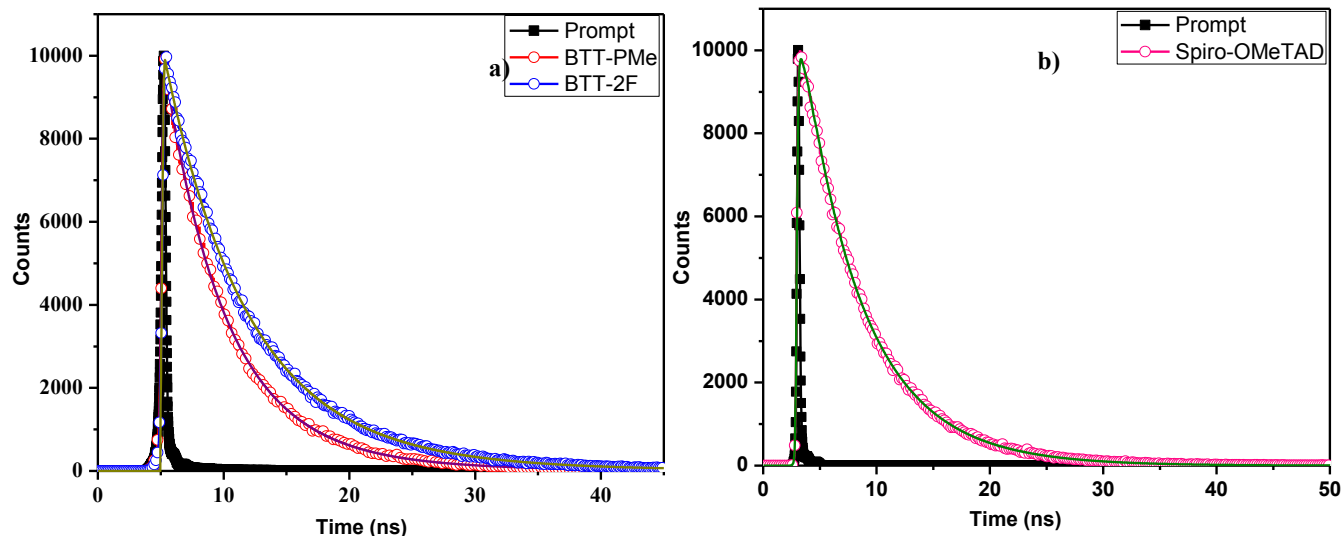 a)
Prompt
BTT-PMe
BTT-2F
10000
8000
6000
4000
2000
0
Counts
0 10 20 30 40
Time (ns)
b)
Prompt
Spiro-OMeTAD
10000
8000
6000
4000
2000
0
Counts
0 10 20 30 40 50
Time (ns)